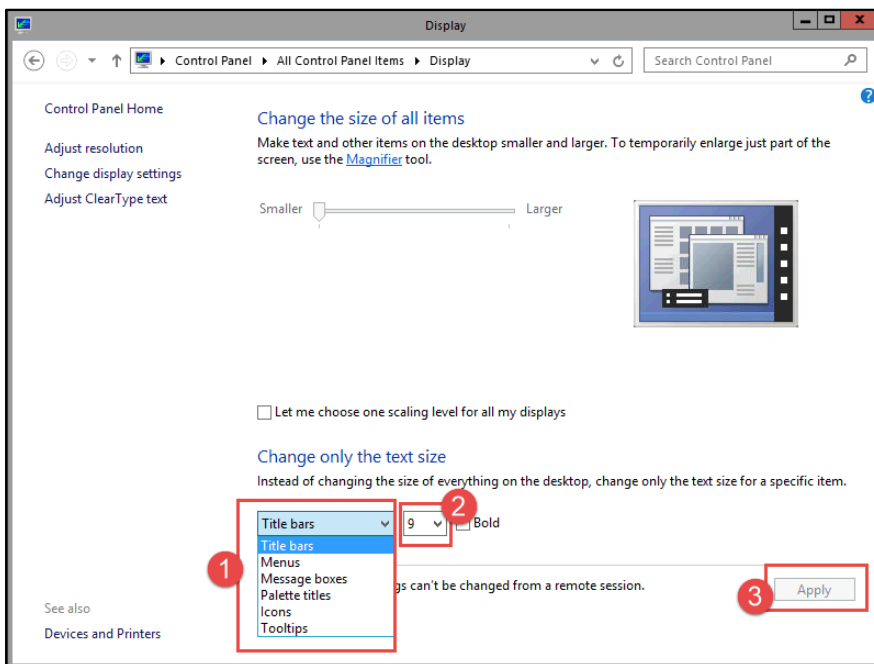 Display
Control Panel All Control Panel Items Display
Search Control Panel
Control Panel Home
Adjust resolution
Change display settings
Adjust ClearType text
Change the size of all items
Make text and other items on the desktop smaller and larger. To temporarily enlarge just part of the
screen, use the Magnifier tool.
Smaller Larger
Let me choose one scaling level for all my displays
Change only the text size
Instead of changing the size of everything on the desktop, change only the text size for a specific item.
1
Title bars
2
9
Bold
Title bars
Menus
Message boxes
Palette titles
Icons
Tooltips
gs can't be changed from a remote session.
3
Apply
See also
Devices and Printers